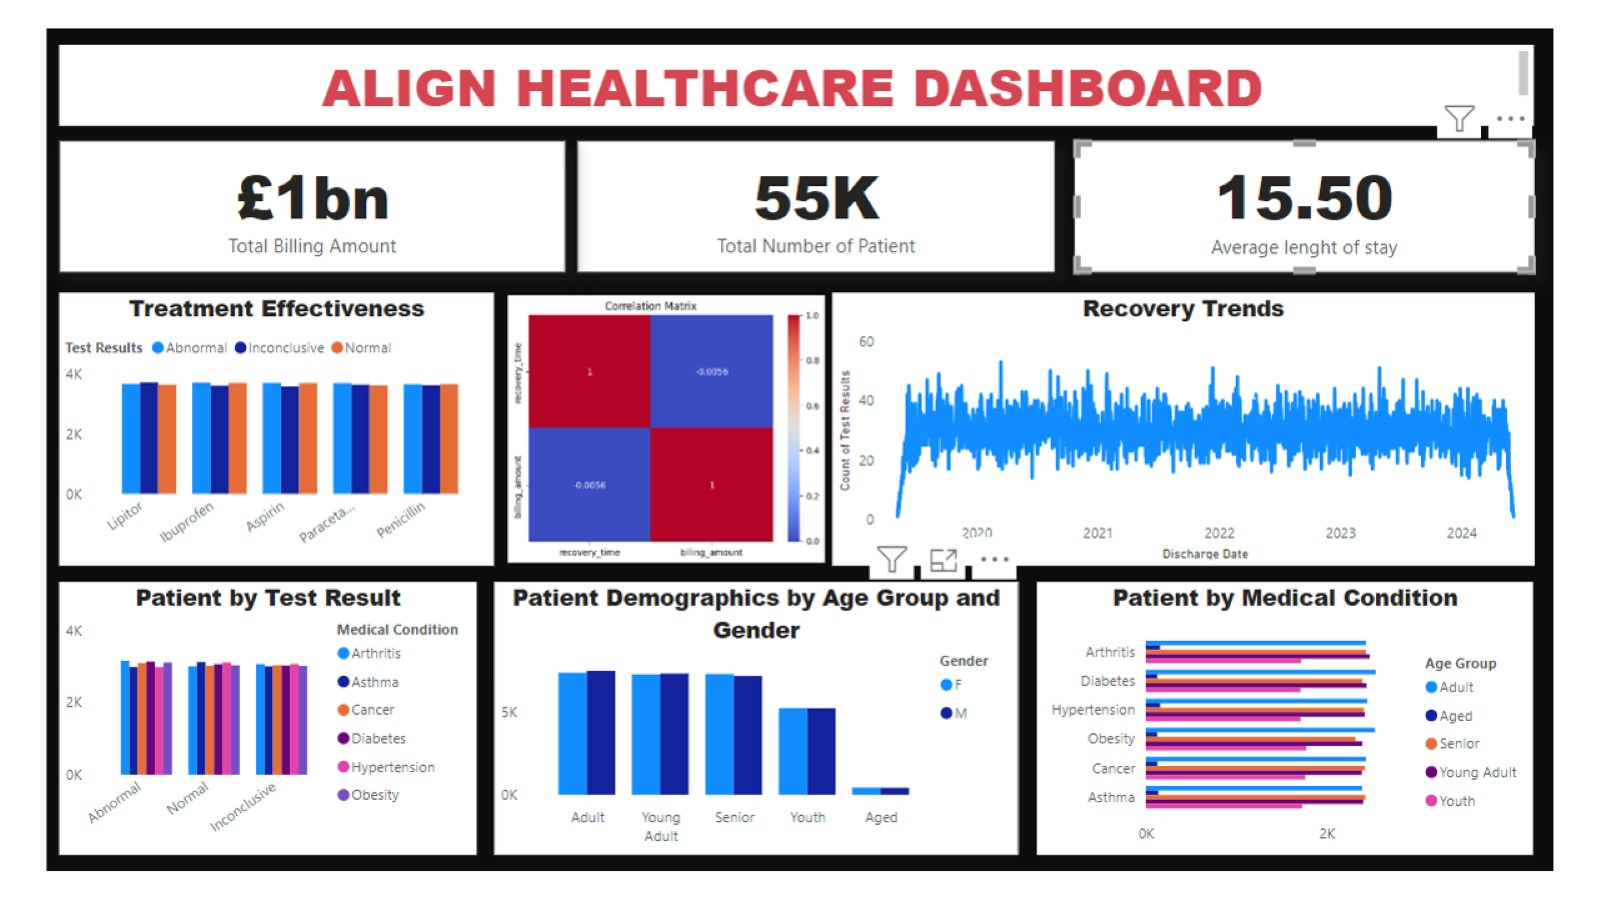 ALIGN HEALTHCARE DASHBOARD
£1bn
Total Billing Amount
55K
Total Number of Patient
15.50
Average lenght of stay
Treatment Effectiveness
Test Results Abnormal Inconclusive Normal
4K
2K
0K
Lipitor
Ibuprofen
Aspirin
Paraceta...
Penicillin
Correlation Matrix
recovery_time
billing_amount
1
-0.0056
-0.0056
1
recovery_time
billing_amount
1.0
0.8
0.6
0.4
0.2
0.0
Recovery Trends
Count of Test Results
60
40
20
0
2020
2021
2022
2023
2024
Discharge Date
Patient by Test Result
4K
2K
0K
Abnormal
Normal
Inconclusive
Medical Condition
Arthritis
Asthma
Cancer
Diabetes
Hypertension
Obesity
Patient Demographics by Age Group and
Gender
5K
0K
Adult
Young
Adult
Senior
Youth
Aged
Gender
F
M
Patient by Medical Condition
Arthritis
Diabetes
Hypertension
Obesity
Cancer
Asthma
0K
2K
Age Group
Adult
Aged
Senior
Young Adult
Youth